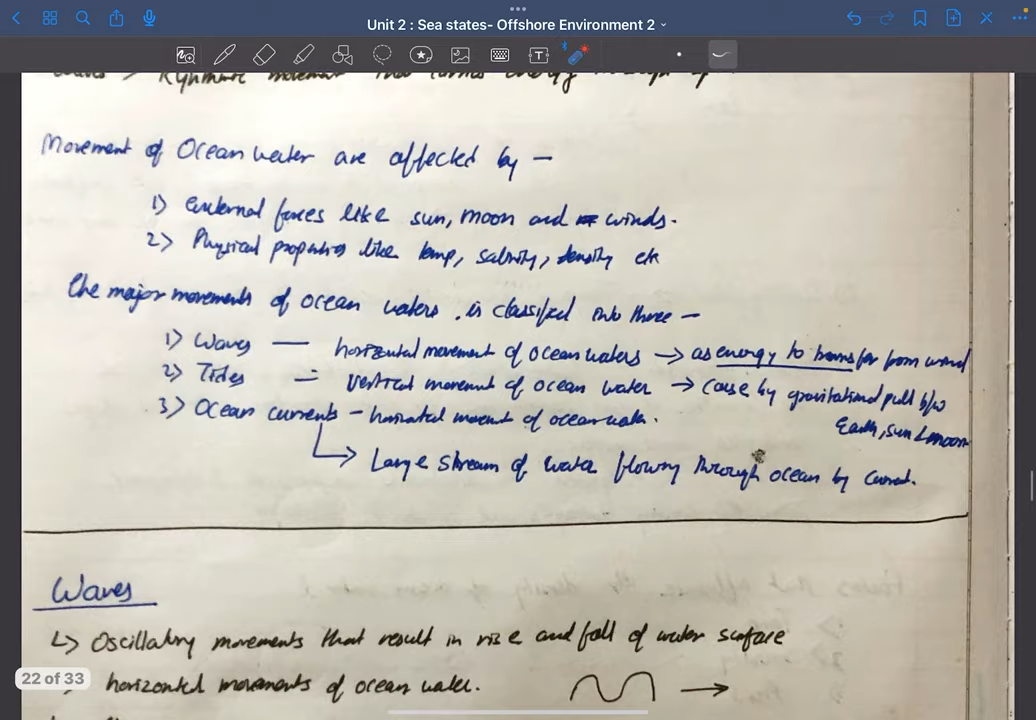 Unit 2 : Sea states- Offshore Environment 2
Movement of Ocean water are affected by —
1) External forces like sun, moon and winds.
2) Physical properties like temp, salinity, density etc
The major movements of ocean waters . is classified into three —
1) Waves — horizontal movement of ocean waters → as energy to transfer from wind
2) Tides = vertical movement of ocean water → Cause by gravitational pull b/w
Earth, sun & moon
3) Ocean currents – horizontal movement of ocean water.
Large stream of water flowing through ocean by current.
Waves
Oscillatory movements that result in rise and fall of water surface
22 of 33
horizontal movements of ocean water.